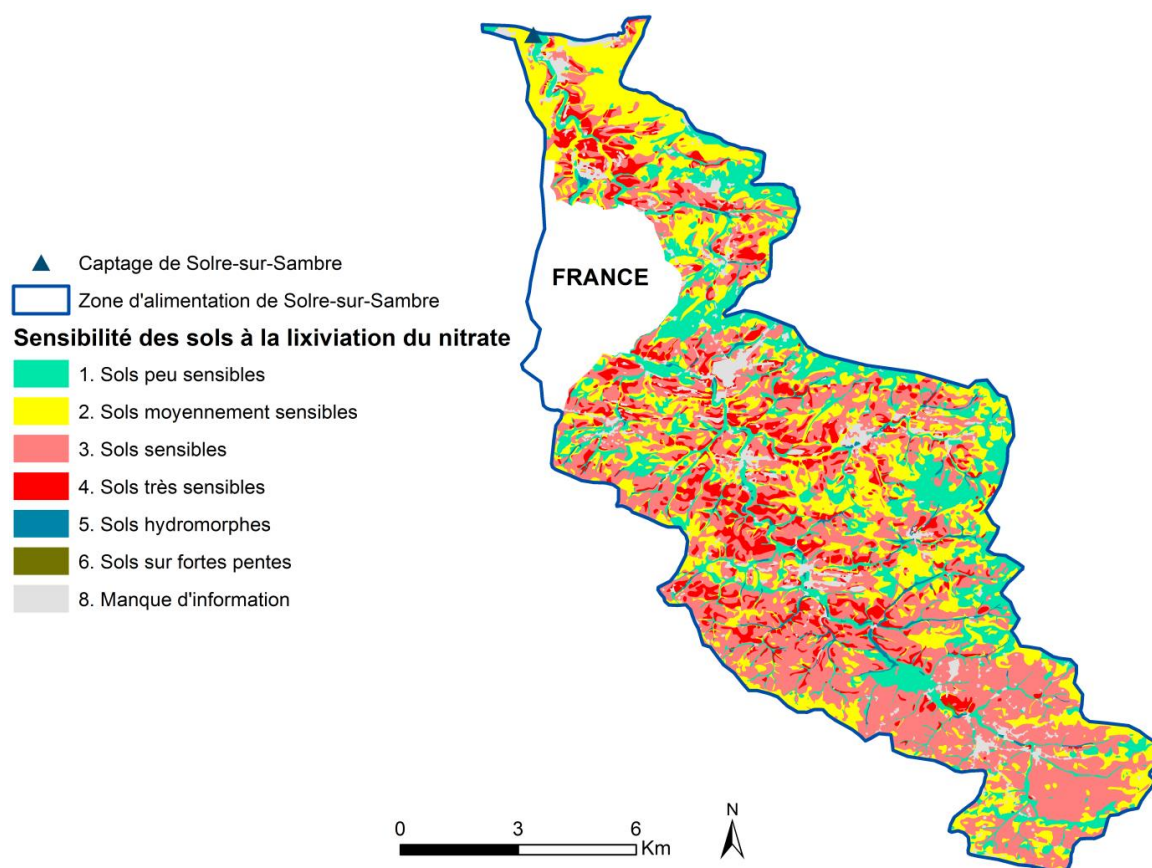 FRANCE
Captage de Solre-sur-Sambre
Zone d'alimentation de Solre-sur-Sambre
Sensibilité des sols à la lixiviation du nitrate
1. Sols peu sensibles
2. Sols moyennement sensibles
3. Sols sensibles
4. Sols très sensibles
5. Sols hydromorphes
6. Sols sur fortes pentes
8. Manque d'information
0 3 6
Km
N